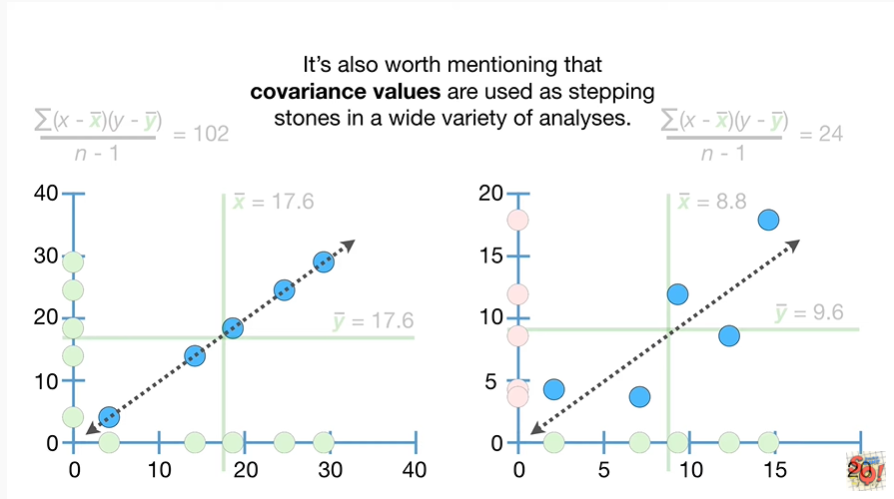 It's also worth mentioning that
covariance values are used as stepping
stones in a wide variety of analyses.
∑(x - x̄)(y - ȳ)
n - 1
= 102
∑(x - x̄)(y - ȳ)
n - 1
= 24
40
30
20
10
0
0 10 20 30 40
x̄ = 17.6
ȳ = 17.6
20
15
10
5
0
0 5 10 15 20
x̄ = 8.8
ȳ = 9.6
SQ!